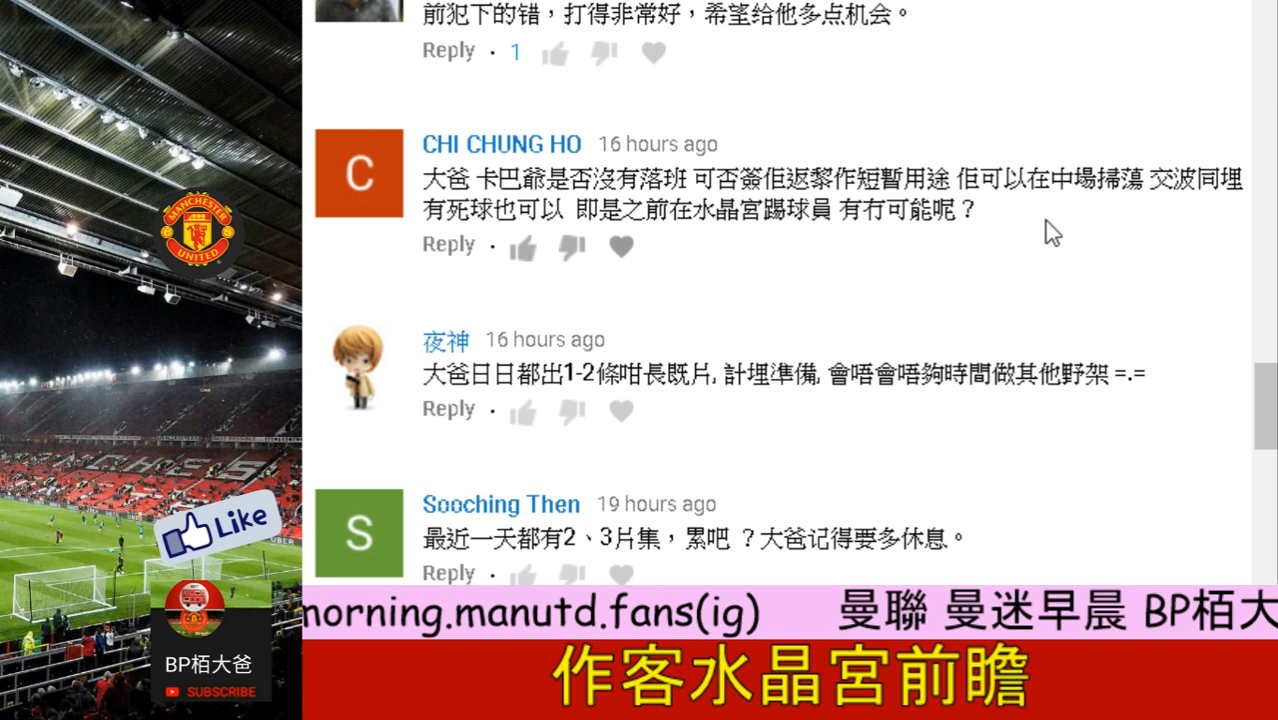 前犯下的错，打得非常好，希望给他多点机会。
Reply · 1
C
CHI CHUNG HO 16 hours ago
大爸 卡巴爺是否沒有落班 可否簽佢返黎作短暫用途 佢可以在中場掃蕩 交波同埋
有死球也可以 即是之前在水晶宮踢球員 有冇可能呢？
Reply ·
夜神 16 hours ago
大爸日日都出1-2條咁長既片, 計埋準備, 會唔會唔夠時間做其他野架 =.=
Reply ·
S
Sooching Then 19 hours ago
最近一天都有2、3片集，累吧 ？大爸记得要多休息。
Reply ·
MANCHESTER
UNITED
CHES
Like
BP栢大爸
SUBSCRIBE
morning.manutd.fans(ig) 曼聯 曼迷早晨 BP栢大
作客水晶宮前瞻